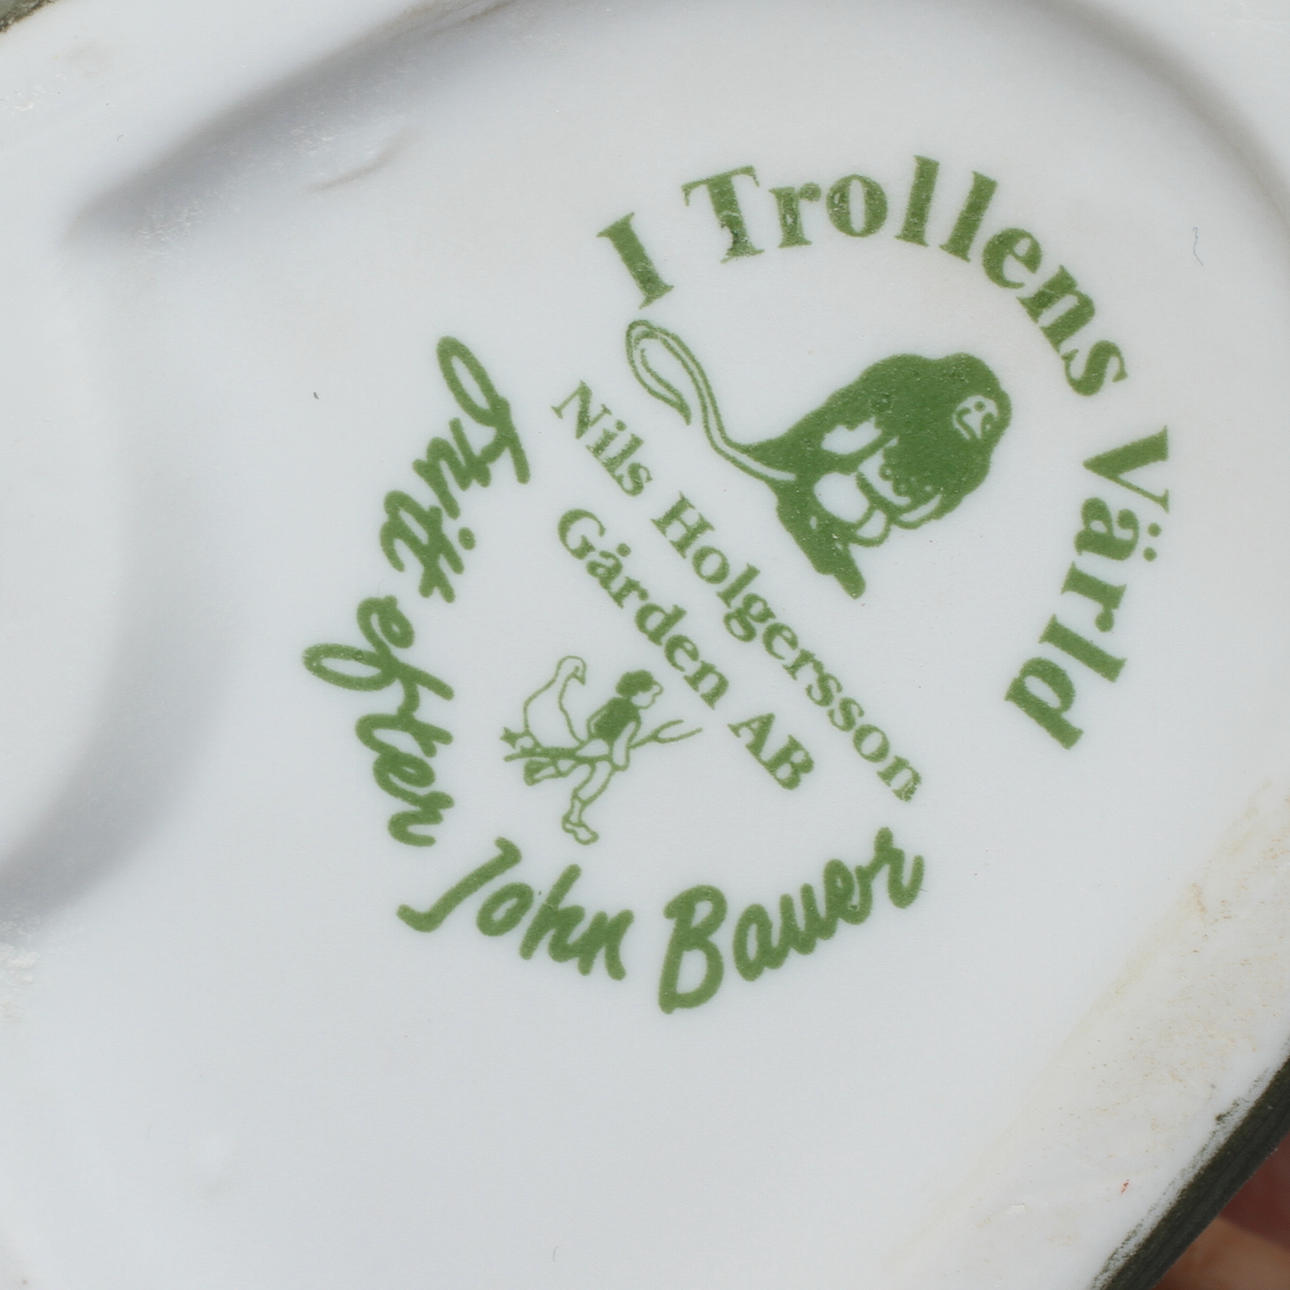 I Trollens Värld
Nils Holgersson
Gården AB
fritt efter John Bauer